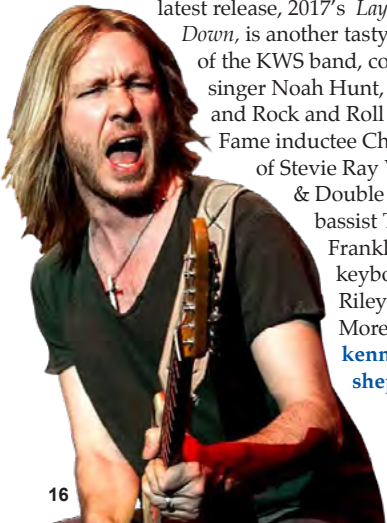 latest release, 2017's Lay
Down, is another tasty
of the KWS band, co
singer Noah Hunt,
and Rock and Roll
Fame inductee Ch
of Stevie Ray V
& Double
bassist T
Frankl
keybo
Riley
More
kenn
shep
16